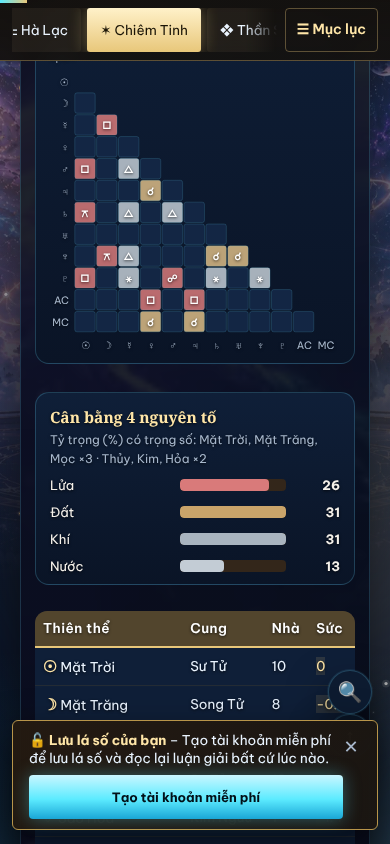 Hà Lạc
✶ Chiêm Tinh
❖ Thần
☰ Mục lục
☉
☽
☿ □
♀
♂ □ △
♃ ☌
♄ ⚻ △ △
♅
♆ ⚻ △ ☌ ☌
♇ □ ⚹ ☍ ⚹ ⚹
AC □ □
MC ☌ ☌
☉ ☽ ☿ ♀ ♂ ♃ ♄ ♅ ♆ ♇ AC MC
Cân bằng 4 nguyên tố
Tỷ trọng (%) có trọng số: Mặt Trời, Mặt Trăng,
Mọc ×3 · Thủy, Kim, Hỏa ×2
Lửa 26
Đất 31
Khí 31
Nước 13
Thiên thể Cung Nhà Sức
☉ Mặt Trời Sư Tử 10 0
☽ Mặt Trăng Song Tử 8
🔓 Lưu lá số của bạn – Tạo tài khoản miễn phí
để lưu lá số và đọc lại luận giải bất cứ lúc nào.
✕
Tạo tài khoản miễn phí